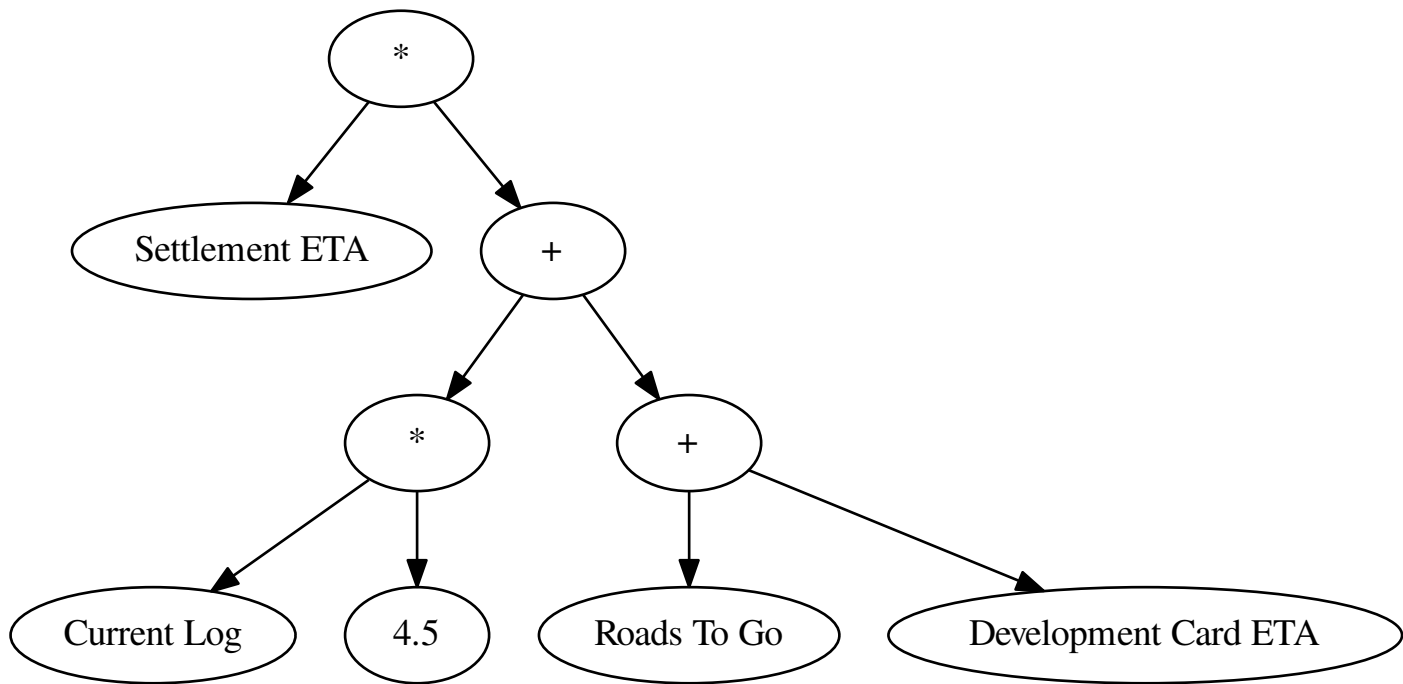 *
Settlement ETA
+
*
+
Current Log
4.5
Roads To Go
Development Card ETA